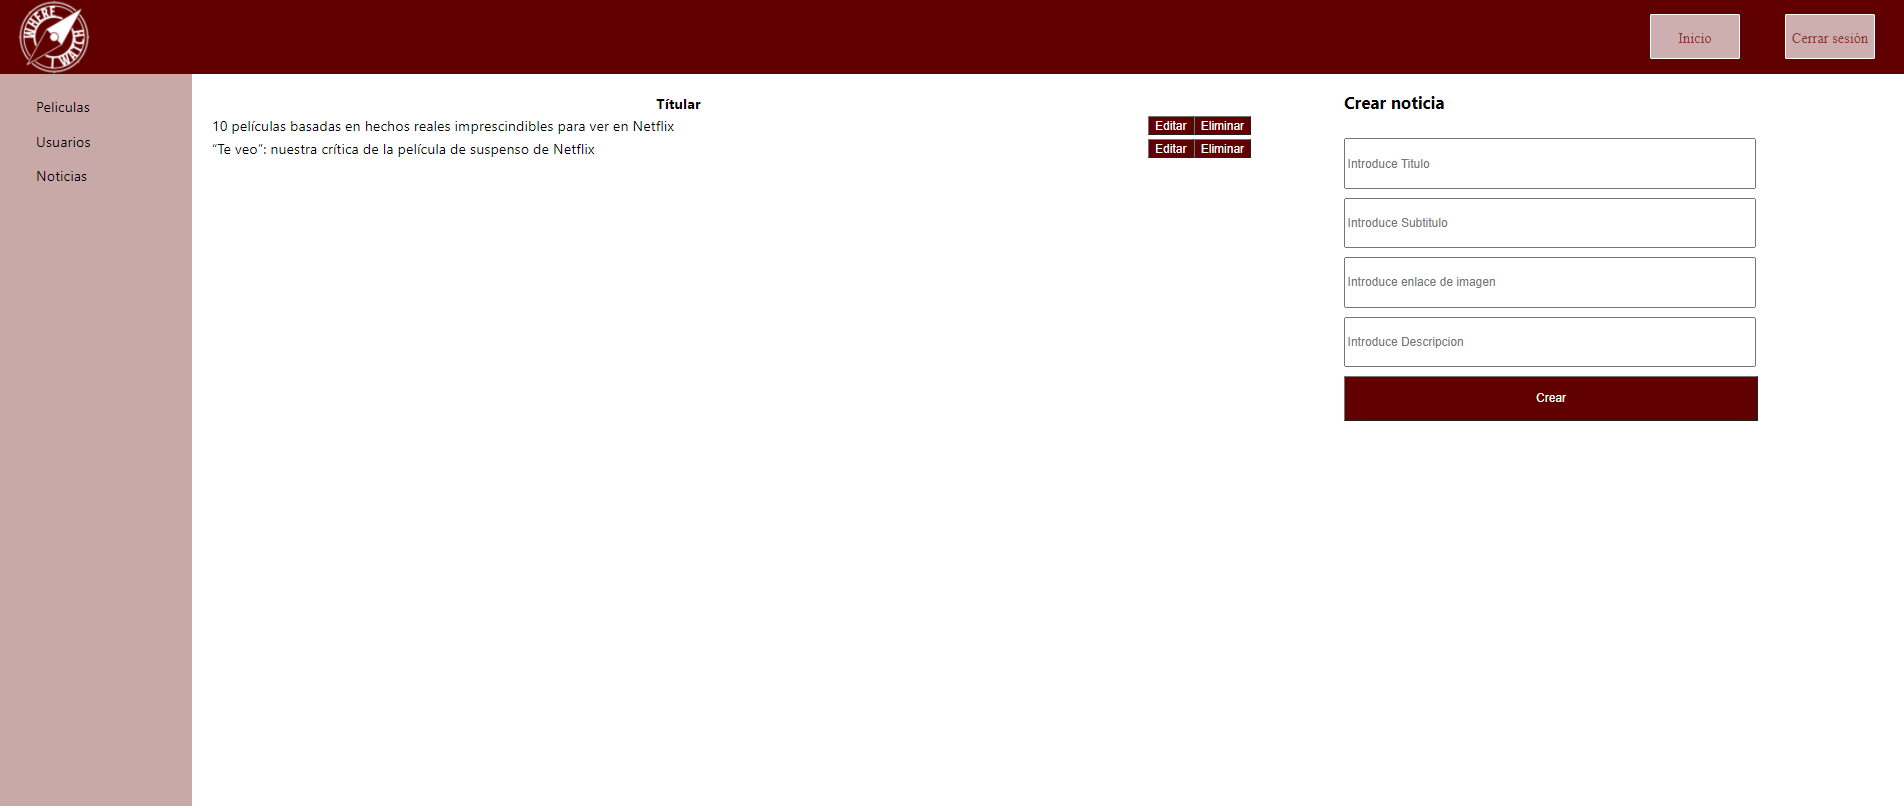 WHERE
I WATCH
Inicio
Cerrar sesión
Peliculas
Usuarios
Noticias
Títular
10 películas basadas en hechos reales imprescindibles para ver en Netflix
Editar Eliminar
“Te veo”: nuestra crítica de la película de suspenso de Netflix
Editar Eliminar
Crear noticia
Introduce Titulo
Introduce Subtitulo
Introduce enlace de imagen
Introduce Descripcion
Crear